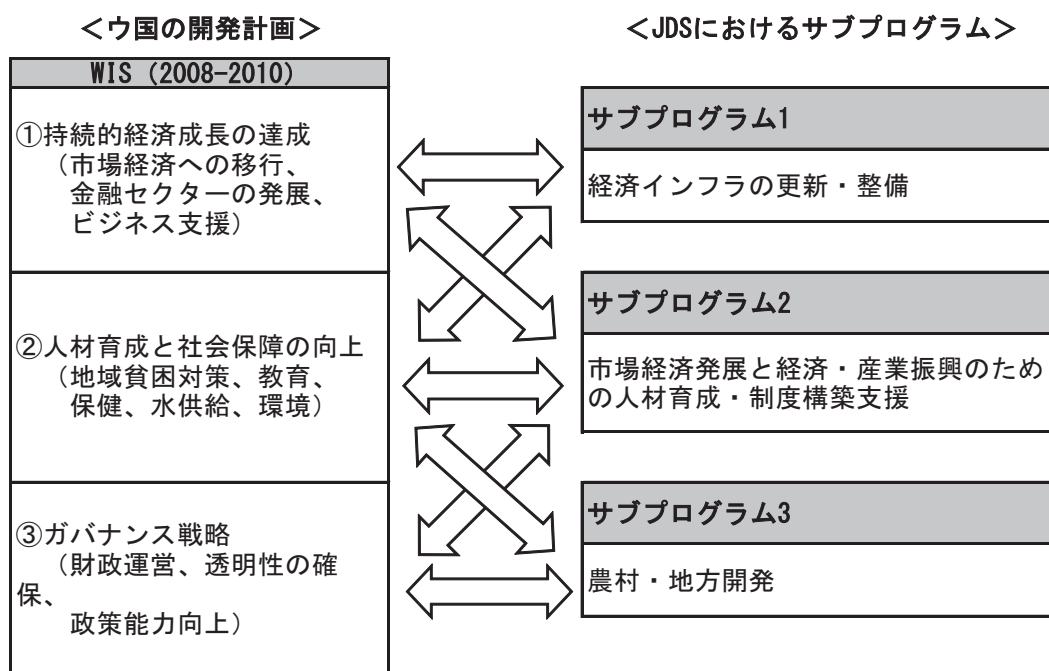 ＜ウ国の開発計画＞
WIS (2008-2010)
①持続的経済成長の達成
（市場経済への移行、
金融セクターの発展、
ビジネス支援）
②人材育成と社会保障の向上
（地域貧困対策、教育、
保健、水供給、環境）
③ガバナンス戦略
（財政運営、透明性の確
保、
政策能力向上）
＜JDSにおけるサブプログラム＞
サブプログラム1
経済インフラの更新・整備
サブプログラム2
市場経済発展と経済・産業振興のため
の人材育成・制度構築支援
サブプログラム3
農村・地方開発